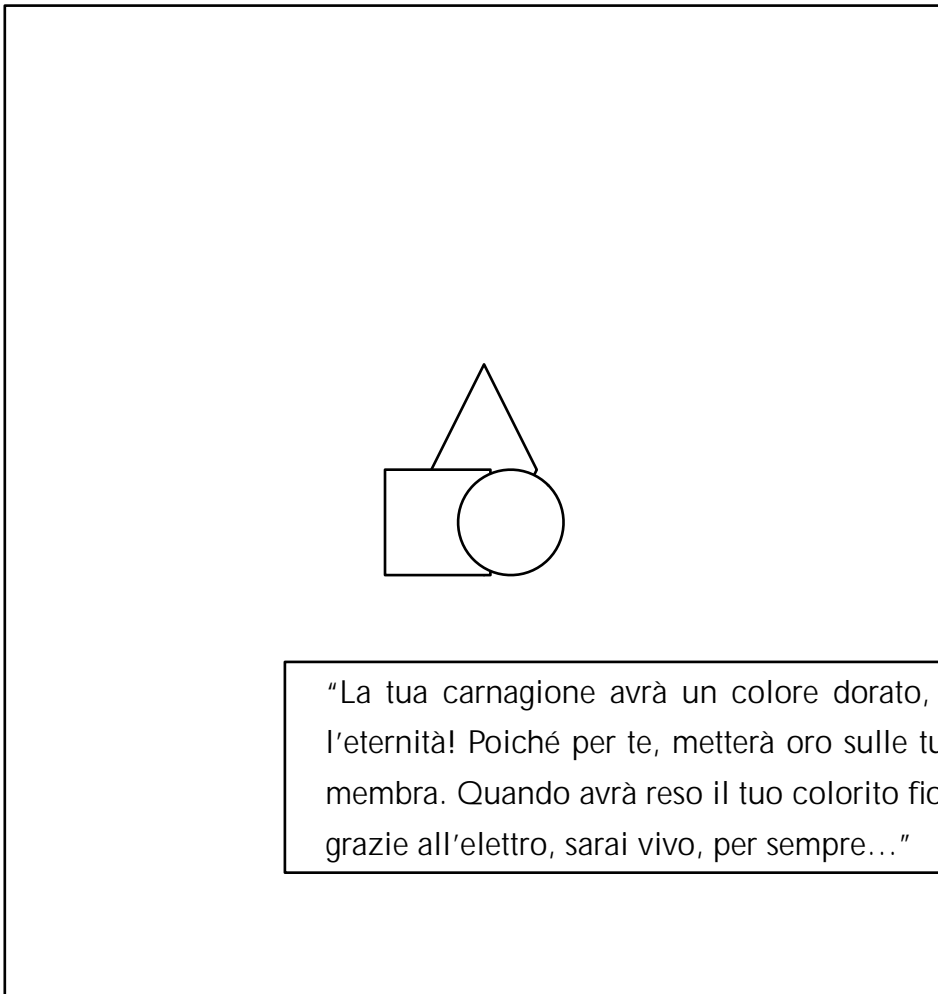 “La tua carnagione avrà un colore dorato,
l’eternità! Poiché per te, metterà oro sulle
membra. Quando avrà reso il tuo colorito
grazie all’elettro, sarai vivo, per sempre…”